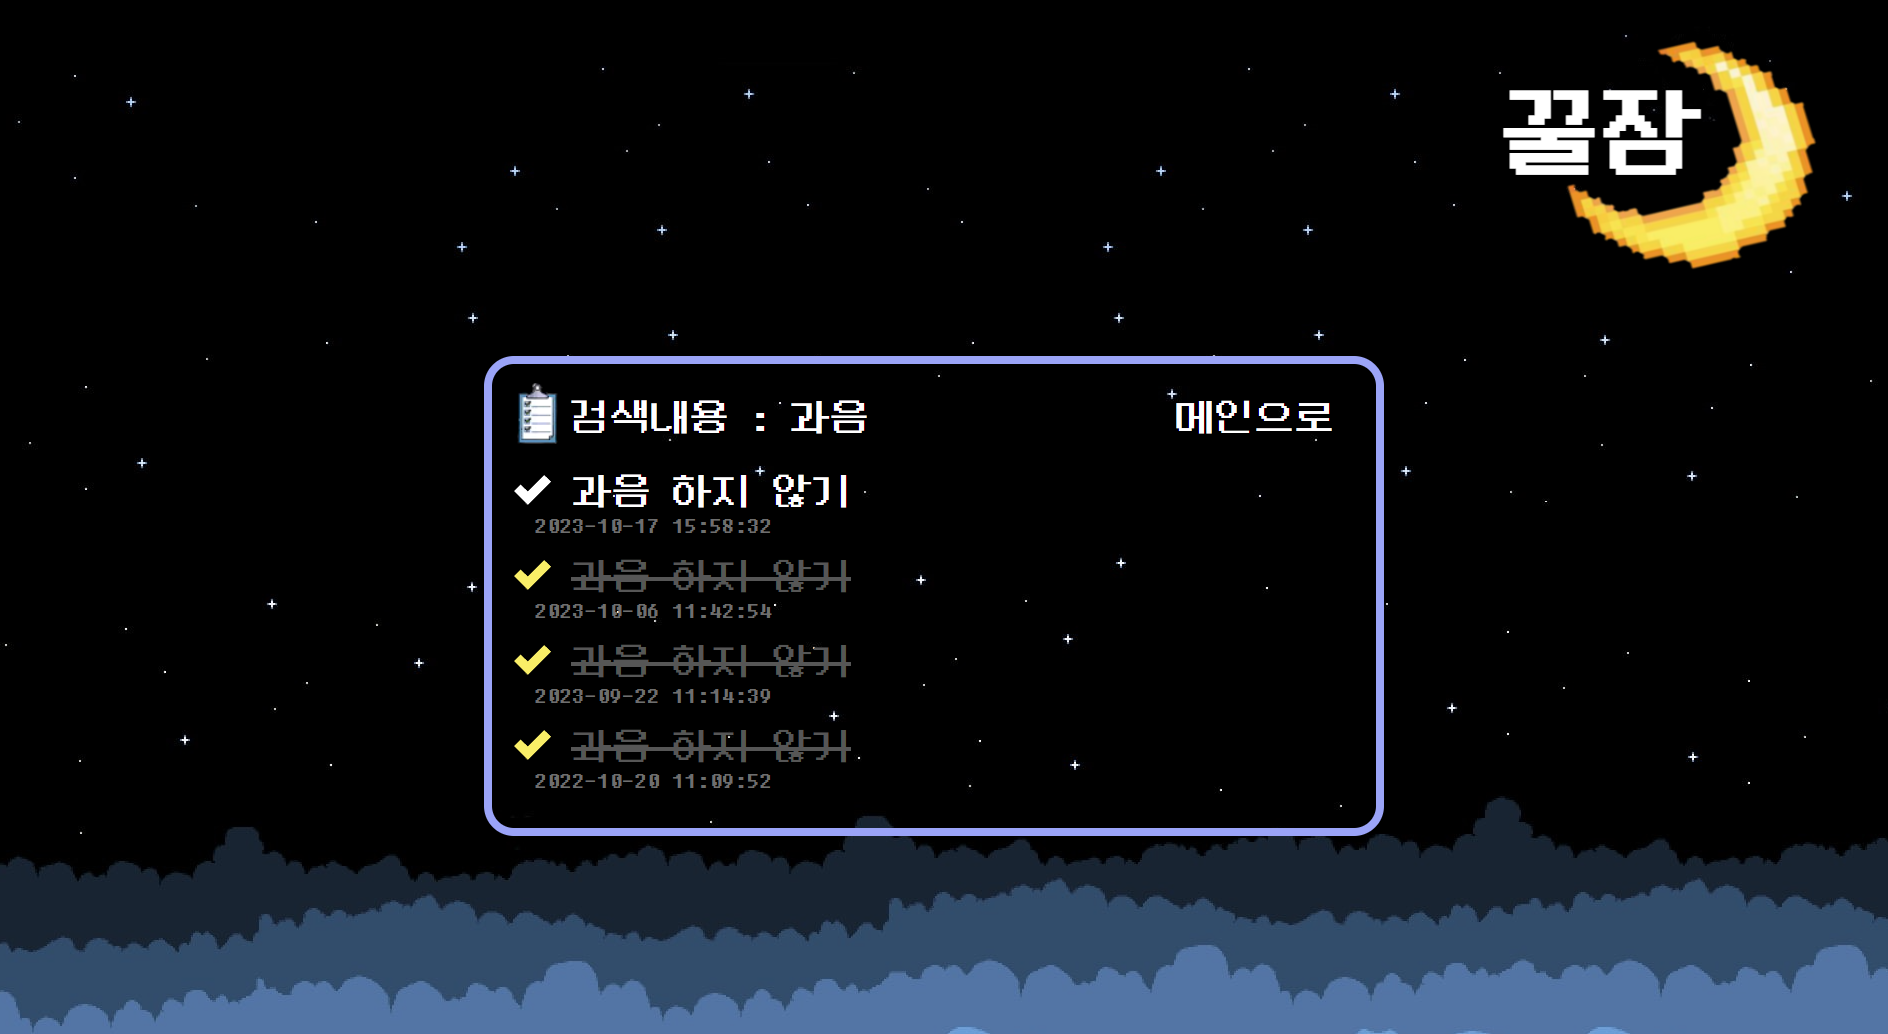 꿀잠
검색내용 : 과음
메인으로
과음 하지 않기
2023-10-17 15:58:32
과음 하지 않기
2023-10-06 11:42:54
과음 하지 않기
2023-09-22 11:14:39
과음 하지 않기
2022-10-20 11:09:52